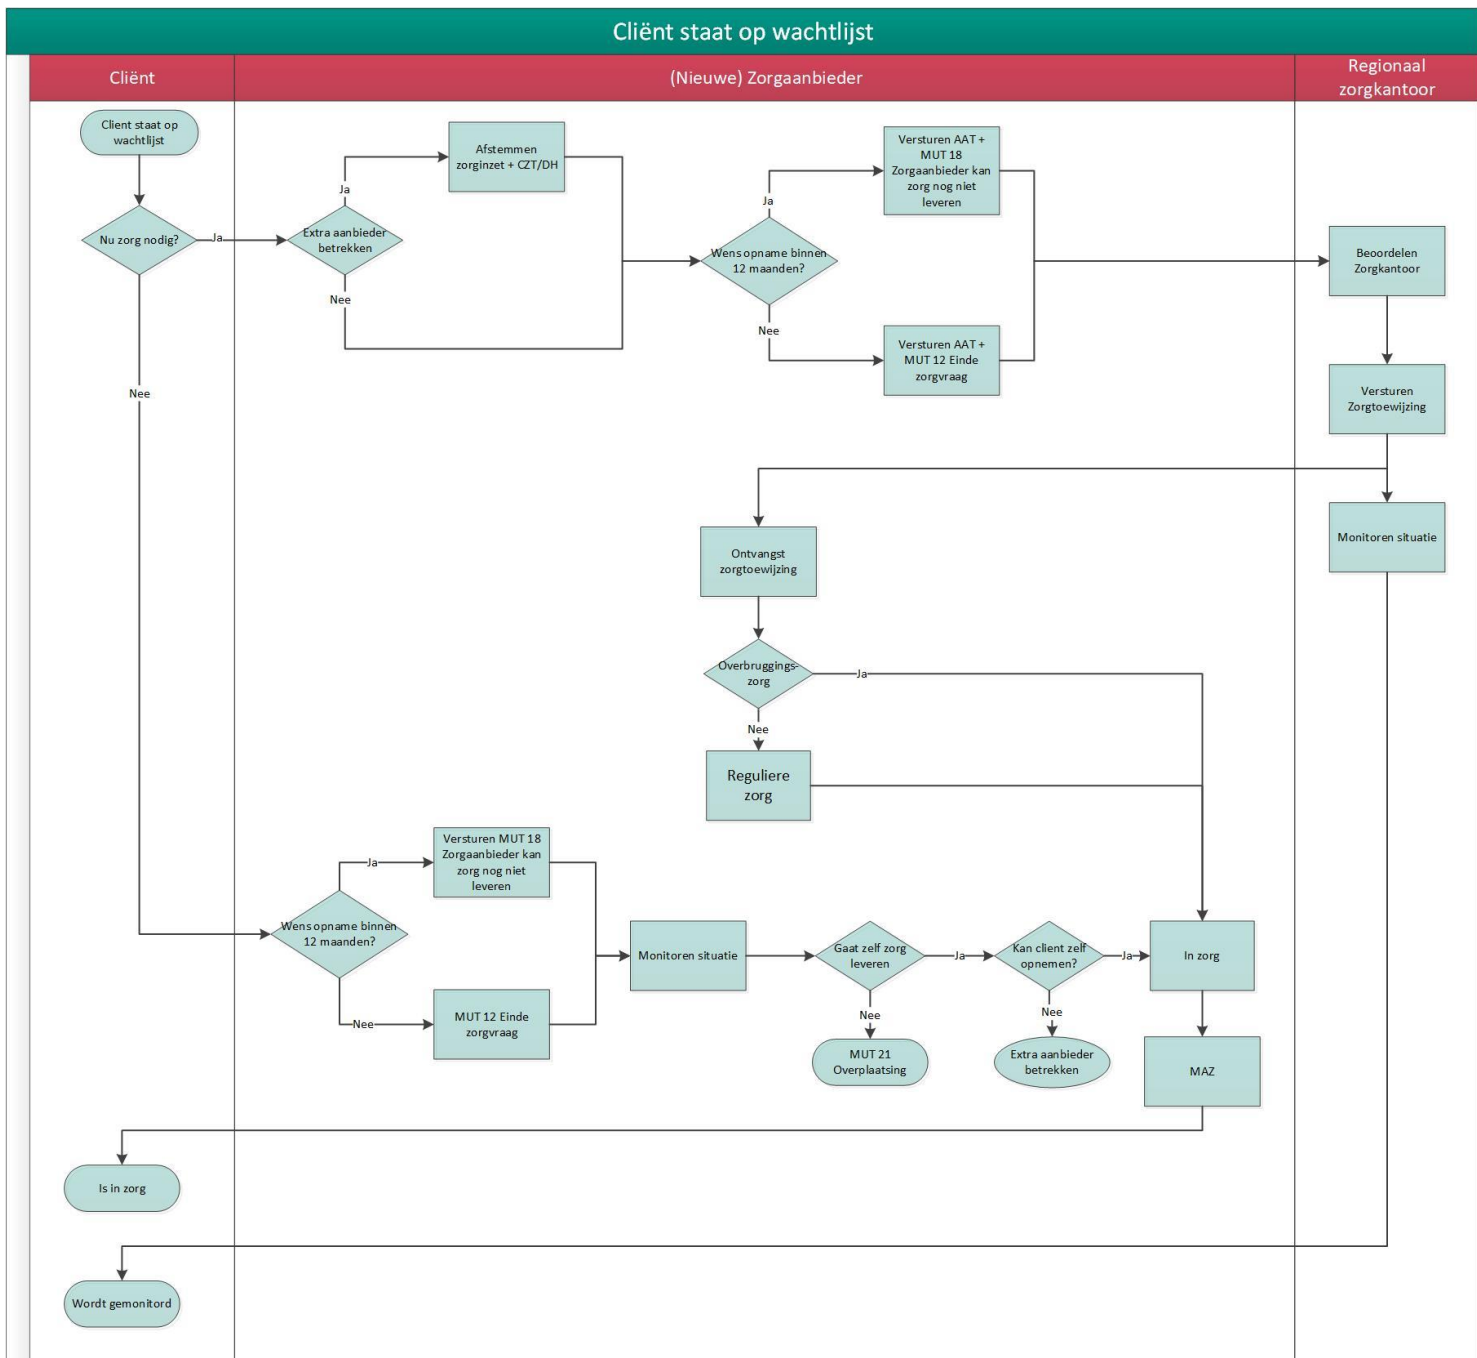 Cliënt staat op wachtlijst
Cliënt
(Nieuwe) Zorgaanbieder
Regionaal
zorgkantoor
Client staat op
wachtlijst
Nu zorg nodig?
Ja
Nee
Extra aanbieder
betrekken
Ja
Nee
Afstemmen
zorginzet + CZT/DH
Wens opname binnen
12 maanden?
Ja
Nee
Versturen AAT +
MUT 18
Zorgaanbieder kan
zorg nog niet
leveren
Versturen AAT +
MUT 12 Einde
zorgvraag
Beoordelen
Zorgkantoor
Versturen
Zorgtoewijzing
Monitoren situatie
Ontvangst
zorgtoewijzing
Overbruggings-
zorg
Ja
Nee
Reguliere
zorg
Wens opname binnen
12 maanden?
Ja
Nee
Versturen MUT 18
Zorgaanbieder kan
zorg nog niet
leveren
MUT 12 Einde
zorgvraag
Monitoren situatie
Gaat zelf zorg
leveren
Ja
Nee
MUT 21
Overplaatsing
Kan client zelf
opnemen?
Ja
Nee
Extra aanbieder
betrekken
In zorg
MAZ
Is in zorg
Wordt gemonitord